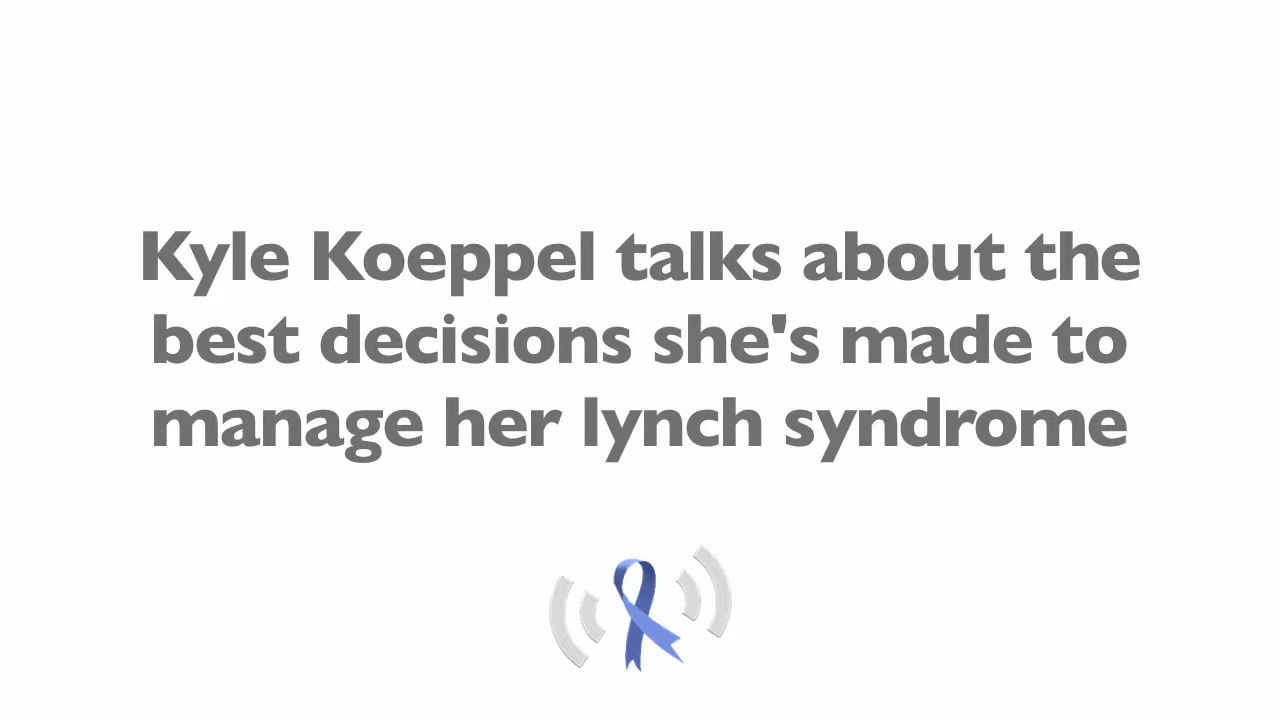 Kyle Koeppel talks about the
best decisions she's made to
manage her lynch syndrome